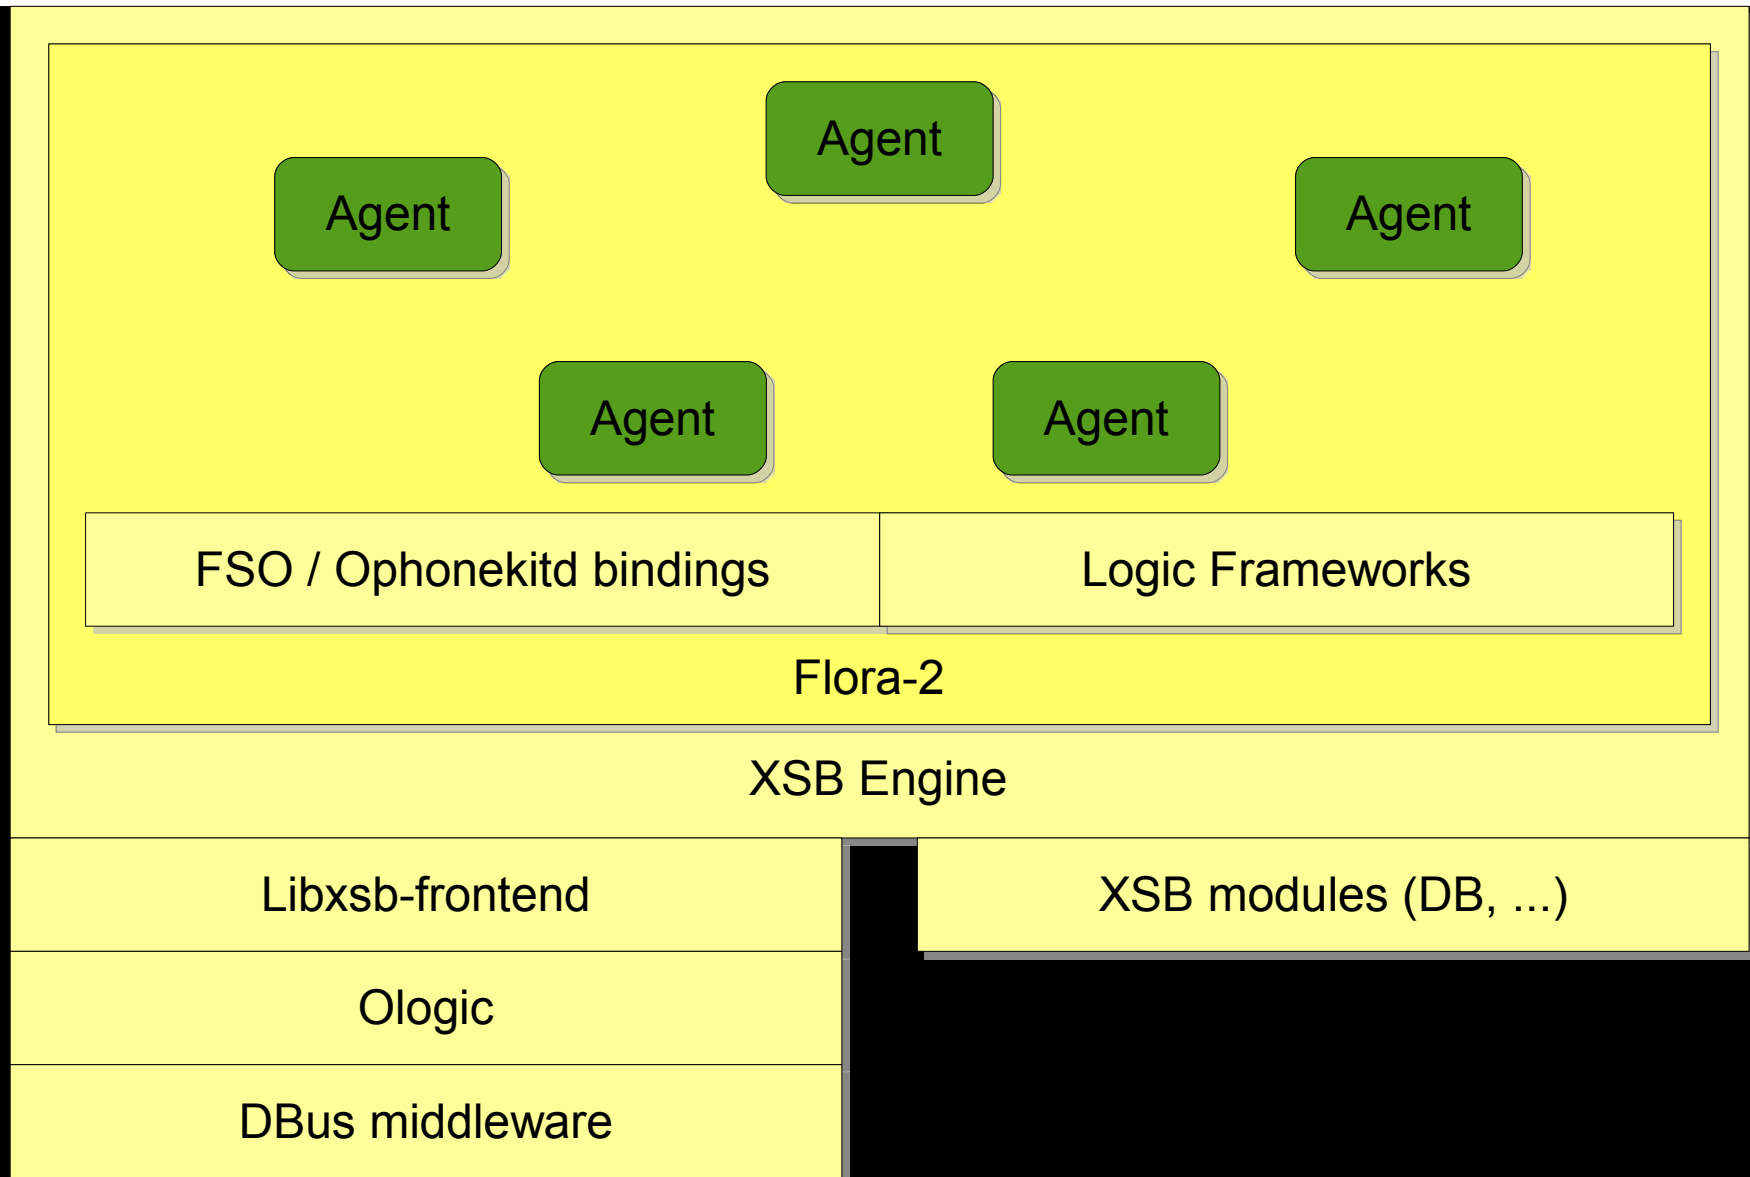 Agent
Agent
Agent
Agent
Agent
FSO / Ophonekitd bindings
Logic Frameworks
Flora-2
XSB Engine
Libxsb-frontend
XSB modules (DB, ...)
Ologic
DBus middleware